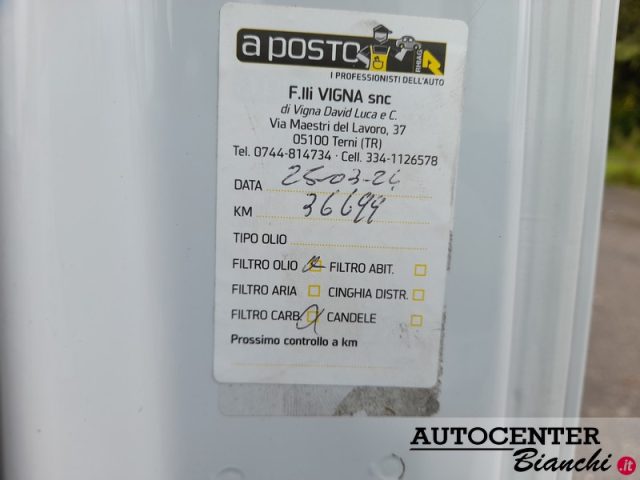 a POSTO
RHIAG
I PROFESSIONISTI DELL'AUTO
F.lli VIGNA snc
di Vigna David Luca e C.
Via Maestri del Lavoro, 37
05100 Terni (TR)
Tel. 0744-814734 · Cell. 334-1126578
DATA 25-03-24
KM 36699
TIPO OLIO
FILTRO OLIO FILTRO ABIT.
FILTRO ARIA CINGHIA DISTR.
FILTRO CARB. CANDELE
Prossimo controllo a km
AUTOCENTER
Bianchi.it